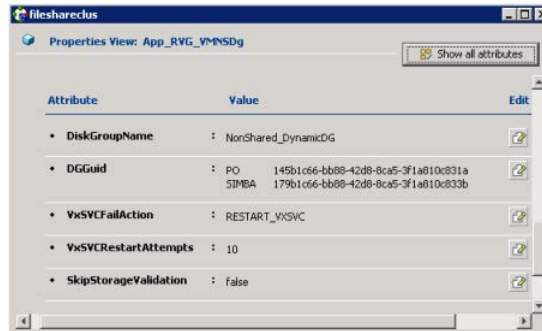 fileshareclus
Properties View: App_RVG_VMNSDg
Show all attributes
Attribute Value Edit
DiskGroupName : NonShared_DynamicDG
DGGuid : PO 145b1c66-bb88-42d8-8ca5-3f1a810c831a
SIMBA 179b1c66-bb88-42d8-8ca5-3f1a810c833b
VxSVCFailAction : RESTART_VXSVC
VxSVCRestartAttempts : 10
SkipStorageValidation : false